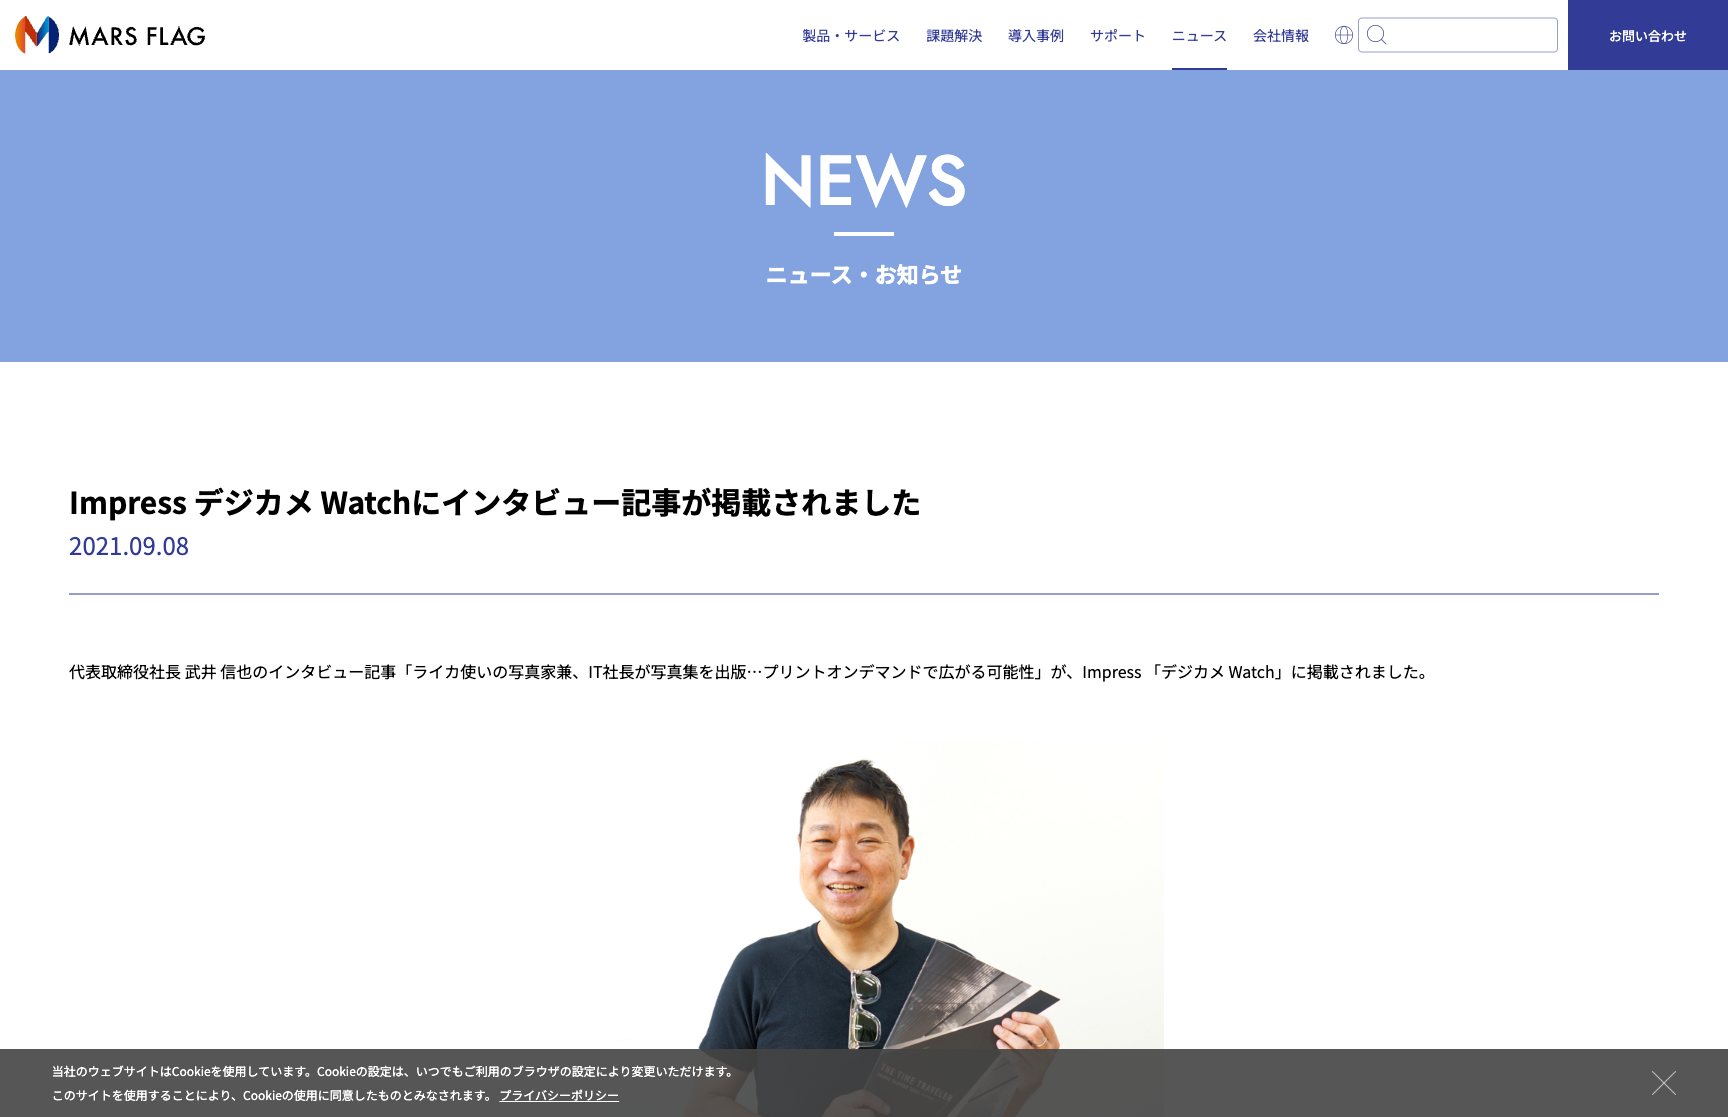 MARS FLAG
製品・サービス 課題解決 導入事例 サポート ニュース 会社情報 お問い合わせ
NEWS
ニュース・お知らせ
Impress デジカメ Watchにインタビュー記事が掲載されました
2021.09.08
代表取締役社長 武井 信也のインタビュー記事「ライカ使いの写真家兼、IT社長が写真集を出版…プリントオンデマンドで広がる可能性」が、Impress 「デジカメ Watch」に掲載されました。
THE TIME TRAVELER
当社のウェブサイトはCookieを使用しています。Cookieの設定は、いつでもご利用のブラウザの設定により変更いただけます。
このサイトを使用することにより、Cookieの使用に同意したものとみなされます。 プライバシーポリシー